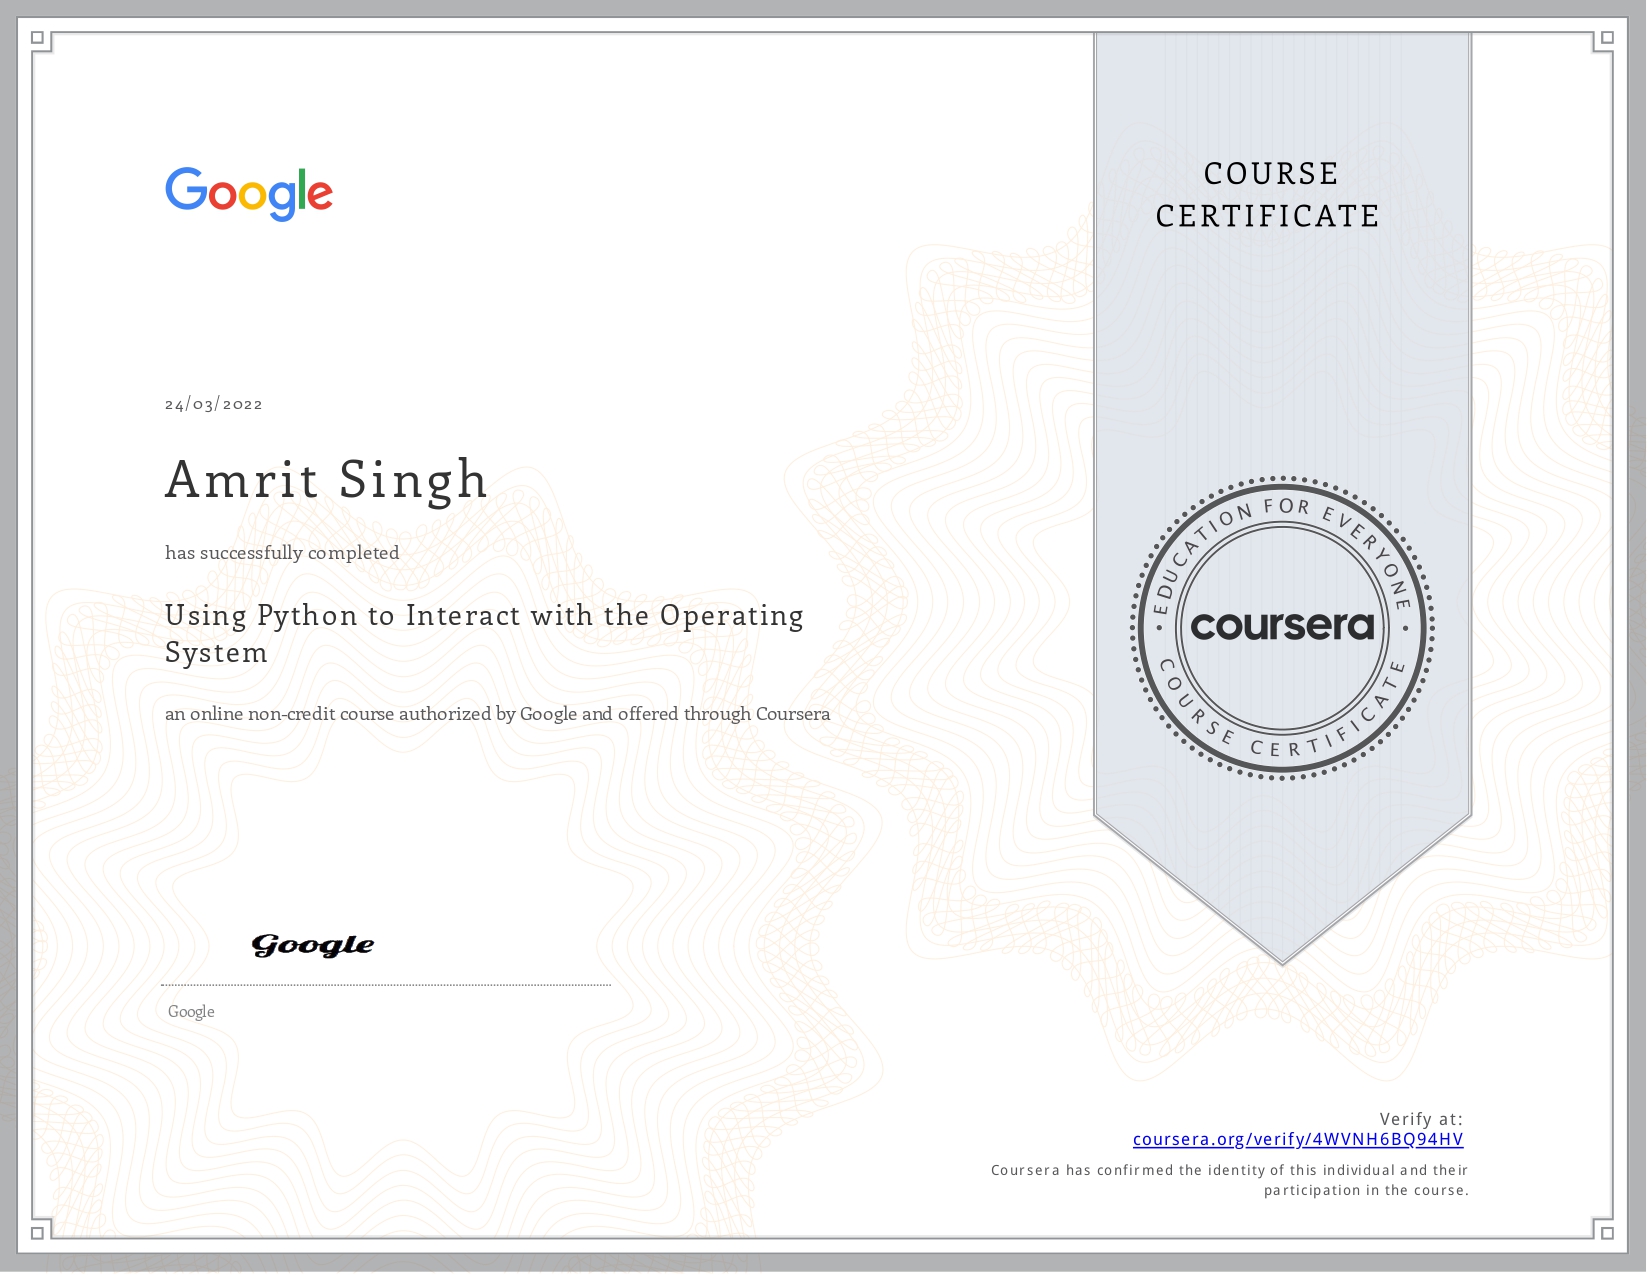 Google
COURSE
CERTIFICATE
24/03/2022
Amrit Singh
has successfully completed
Using Python to Interact with the Operating
System
an online non-credit course authorized by Google and offered through Coursera
EDUCATION FOR EVERYONE
coursera
COURSE CERTIFICATE
Google
Google
Verify at:
coursera.org/verify/4WVNH6BQ94HV
Coursera has confirmed the identity of this individual and their
participation in the course.